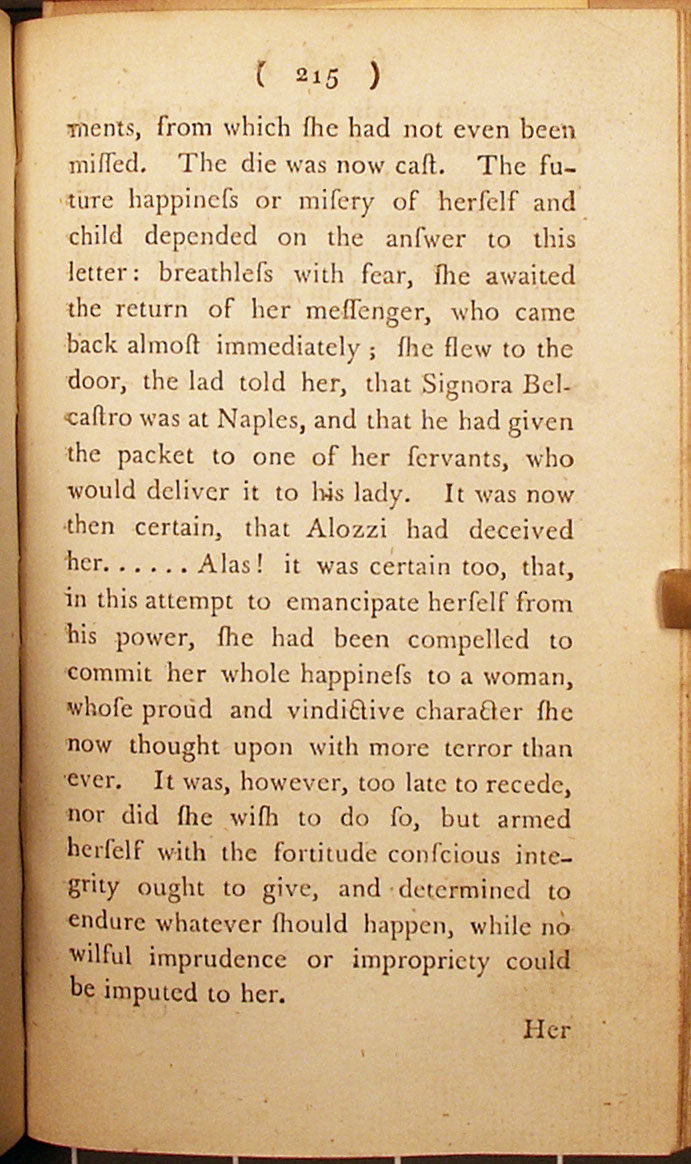 ( 215 )
ments, from which ſhe had not even been
miſſed. The die was now caſt. The fu-
ture happineſs or miſery of herſelf and
child depended on the anſwer to this
letter: breathleſs with fear, ſhe awaited
the return of her meſſenger, who came
back almoſt immediately; ſhe flew to the
door, the lad told her, that Signora Bel-
caſtro was at Naples, and that he had given
the packet to one of her ſervants, who
would deliver it to his lady. It was now
then certain, that Alozzi had deceived
her...... Alas! it was certain too, that,
in this attempt to emancipate herſelf from
his power, ſhe had been compelled to
commit her whole happineſs to a woman,
whoſe proud and vindictive character ſhe
now thought upon with more terror than
ever. It was, however, too late to recede,
nor did ſhe wiſh to do ſo, but armed
herſelf with the fortitude conſcious inte-
grity ought to give, and determined to
endure whatever ſhould happen, while no
wilful imprudence or impropriety could
be imputed to her.
Her